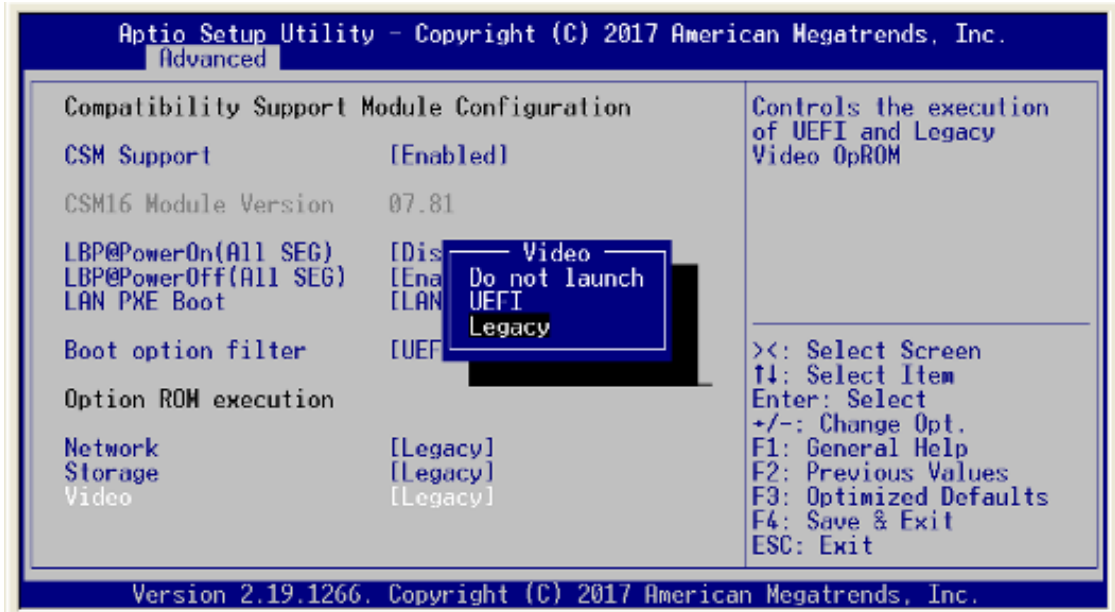 Aptio Setup Utility - Copyright (C) 2017 American Megatrends, Inc.
Advanced
Compatibility Support Module Configuration
CSM Support [Enabled]
CSM16 Module Version 07.81
LBP@PowerOn(All SEG) [Dis
LBP@PowerOff(All SEG) [Ena
LAN PXE Boot [LAN
Boot option filter [UEF
Option ROM execution
Network [Legacy]
Storage [Legacy]
Video [Legacy]
Video
Do not launch
UEFI
Legacy
Controls the execution
of UEFI and Legacy
Video OpROM
><: Select Screen
↑↓: Select Item
Enter: Select
+/-: Change Opt.
F1: General Help
F2: Previous Values
F3: Optimized Defaults
F4: Save & Exit
ESC: Exit
Version 2.19.1266. Copyright (C) 2017 American Megatrends, Inc.